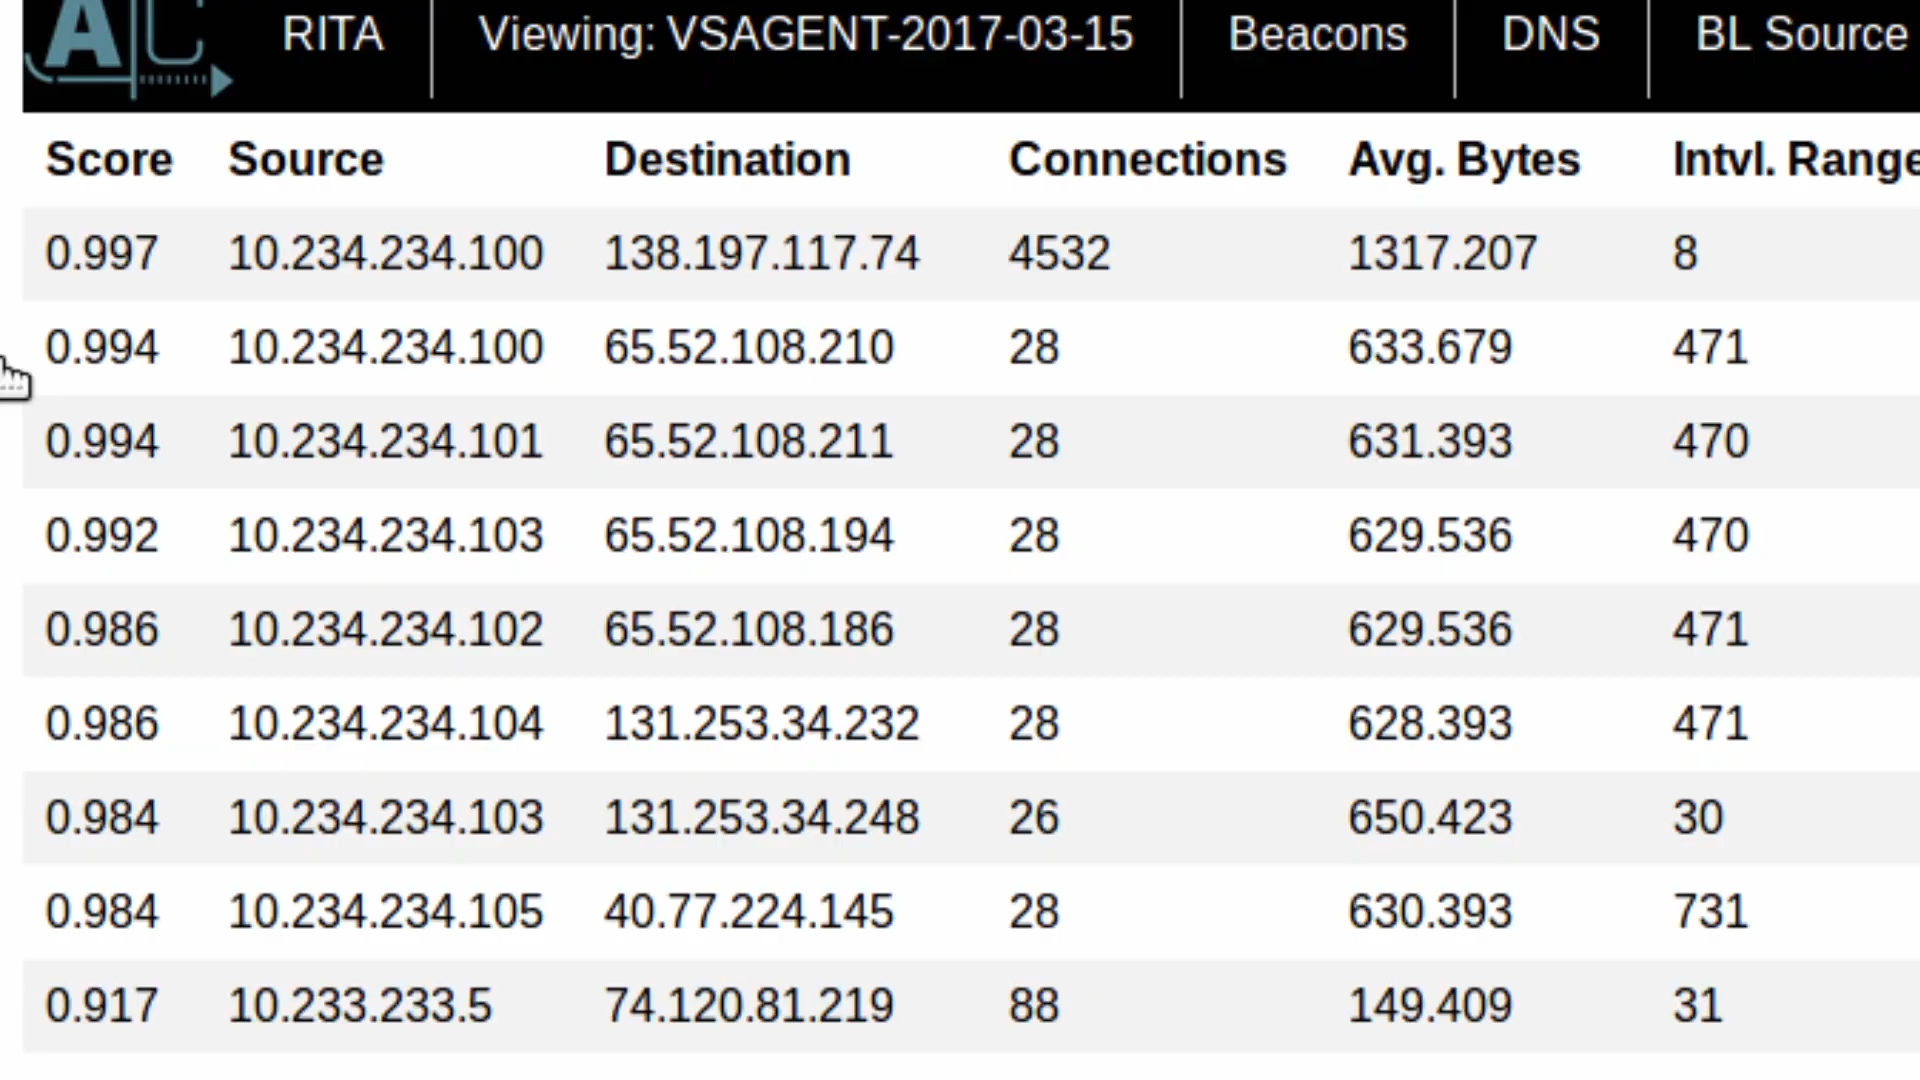 AC RITA Viewing: VSAGENT-2017-03-15 Beacons DNS BL Source
Score Source Destination Connections Avg. Bytes Intvl. Range
0.997 10.234.234.100 138.197.117.74 4532 1317.207 8
0.994 10.234.234.100 65.52.108.210 28 633.679 471
0.994 10.234.234.101 65.52.108.211 28 631.393 470
0.992 10.234.234.103 65.52.108.194 28 629.536 470
0.986 10.234.234.102 65.52.108.186 28 629.536 471
0.986 10.234.234.104 131.253.34.232 28 628.393 471
0.984 10.234.234.103 131.253.34.248 26 650.423 30
0.984 10.234.234.105 40.77.224.145 28 630.393 731
0.917 10.233.233.5 74.120.81.219 88 149.409 31